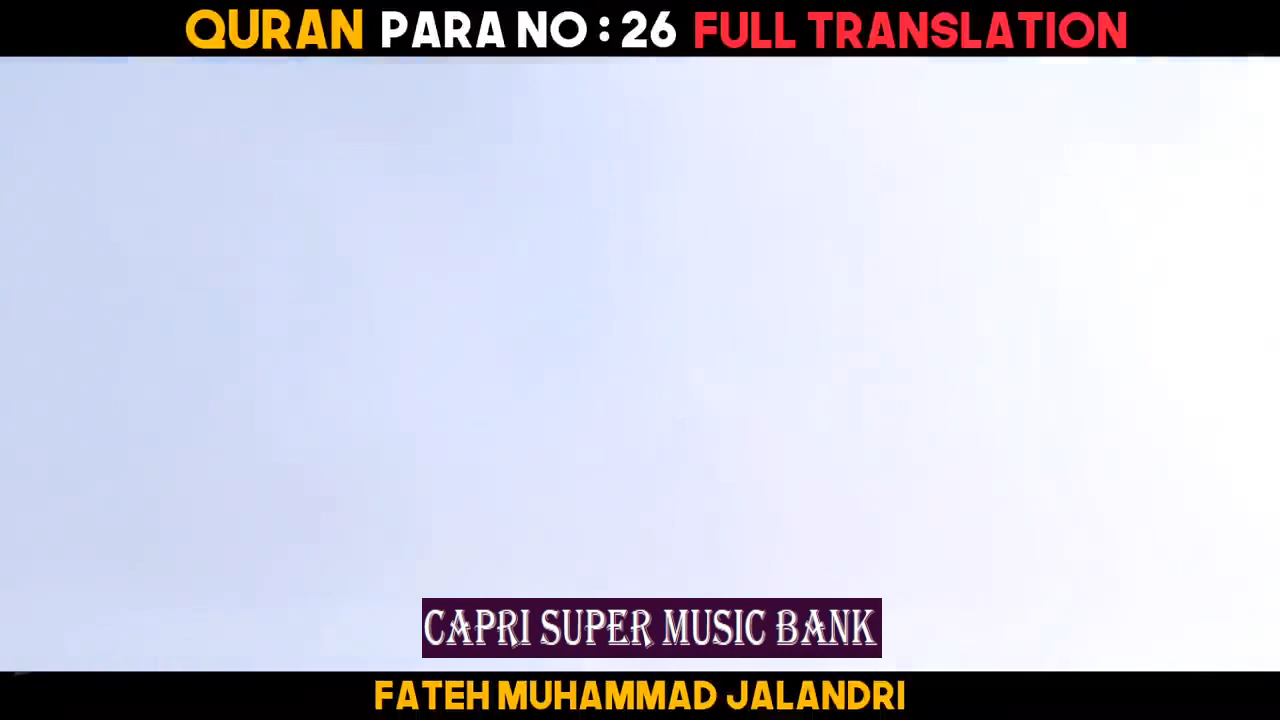 QURAN PARA NO : 26 FULL TRANSLATION
CAPRI SUPER MUSIC BANK
FATEH MUHAMMAD JALANDRI